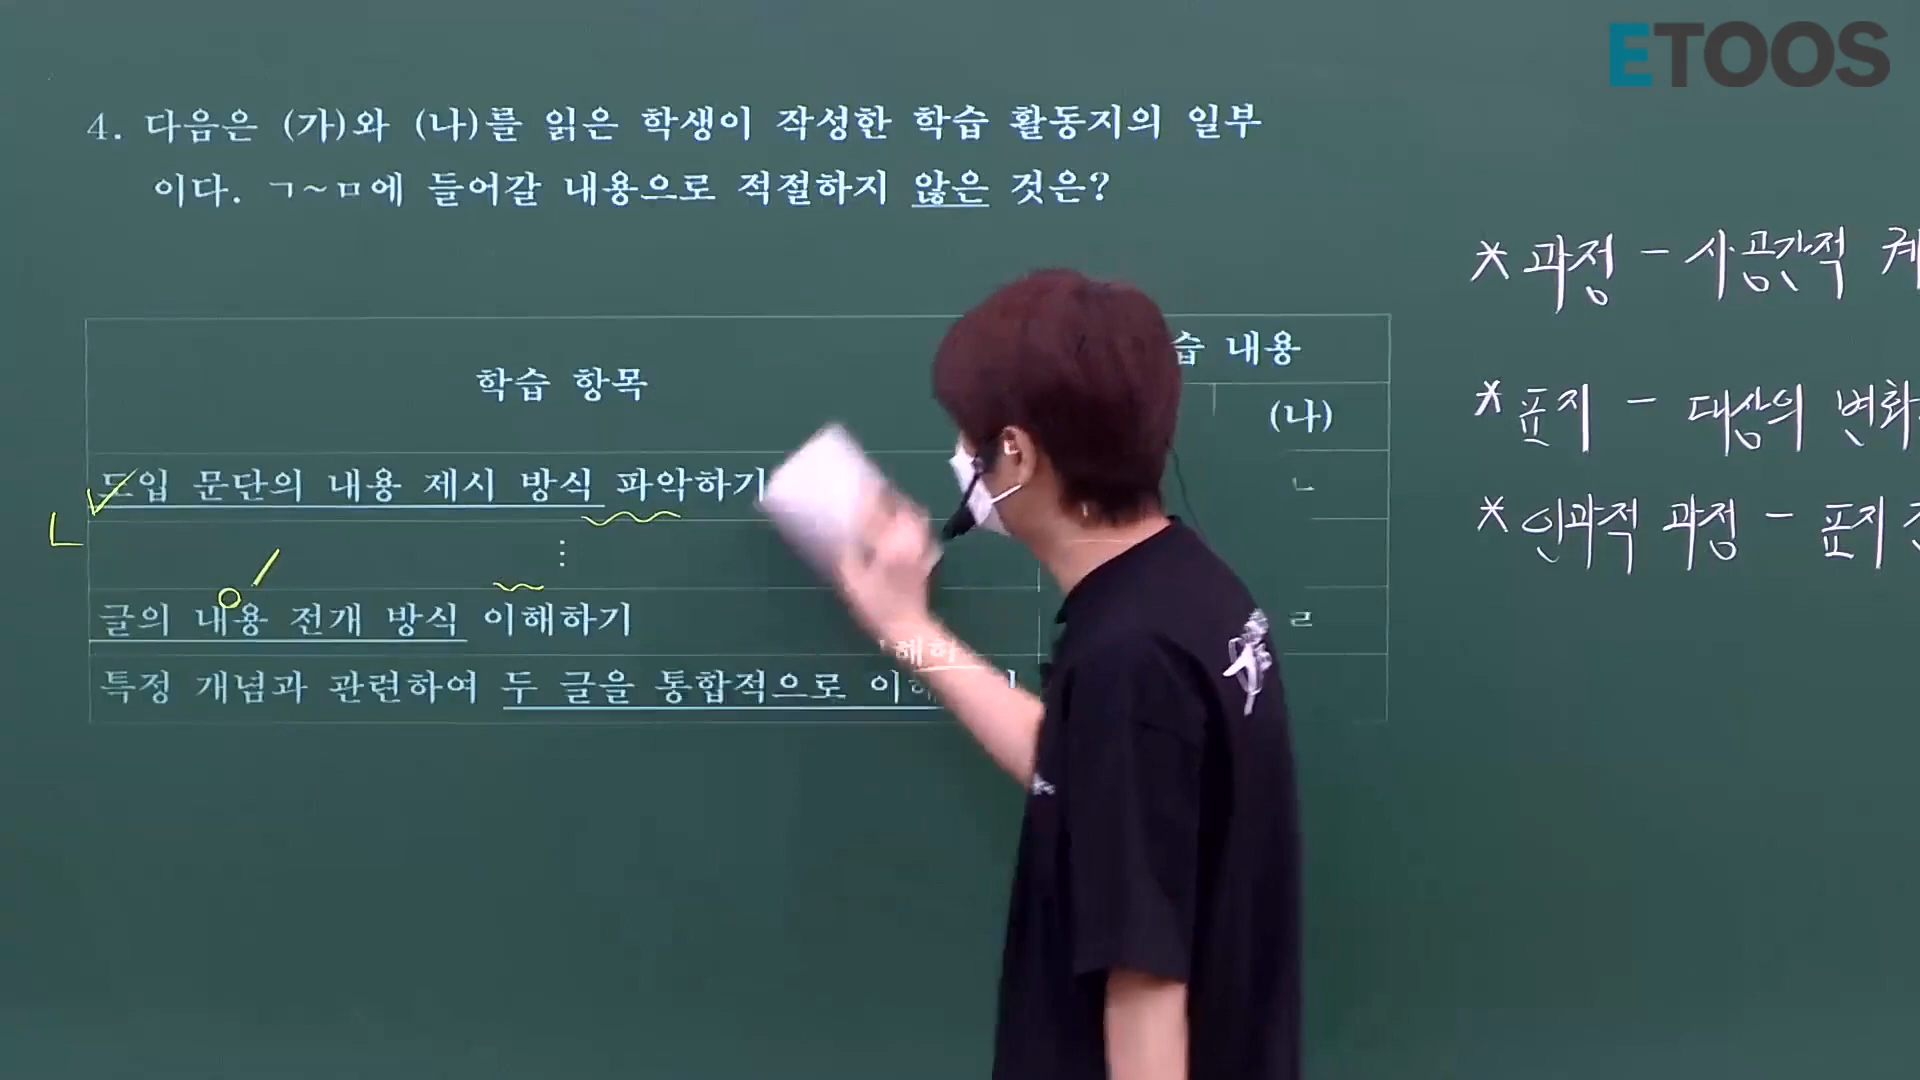 ETOOS
4. 다음은 (가)와 (나)를 읽은 학생이 작성한 학습 활동지의 일부
이다. ㄱ~ㅁ에 들어갈 내용으로 적절하지 않은 것은?
학습 항목
습 내용
(나)
도입 문단의 내용 제시 방식 파악하기
ㄴ
⋮
글의 내용 전개 방식 이해하기
ㄹ
특정 개념과 관련하여 두 글을 통합적으로 이해
* 과정 - 시·공간적
* 표지 - 대상의 변화
* 인과적 과정 - 표지